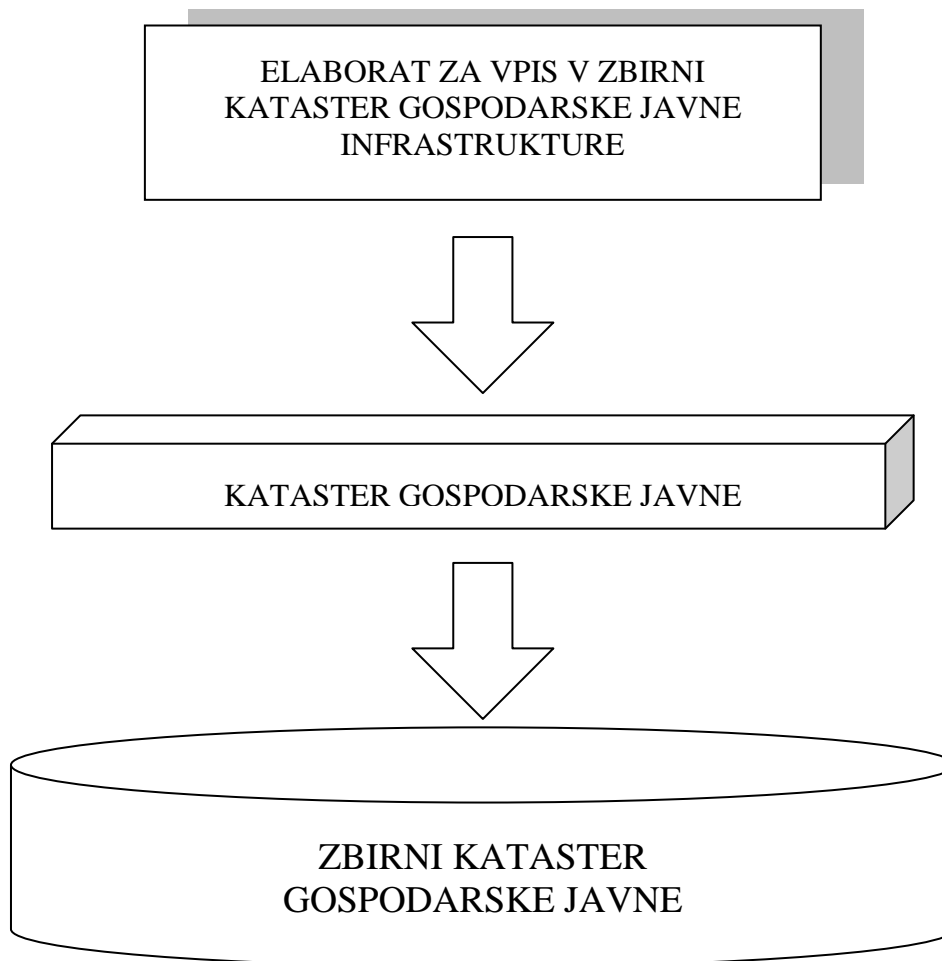 ELABORAT ZA VPIS V ZBIRNI
KATASTER GOSPODARSKE JAVNE
INFRASTRUKTURE
KATASTER GOSPODARSKE JAVNE
ZBIRNI KATASTER
GOSPODARSKE JAVNE